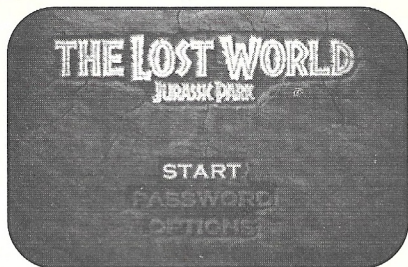 THE LOST WORLD
JURASSIC PARK
START
PASSWORD
OPTIONS